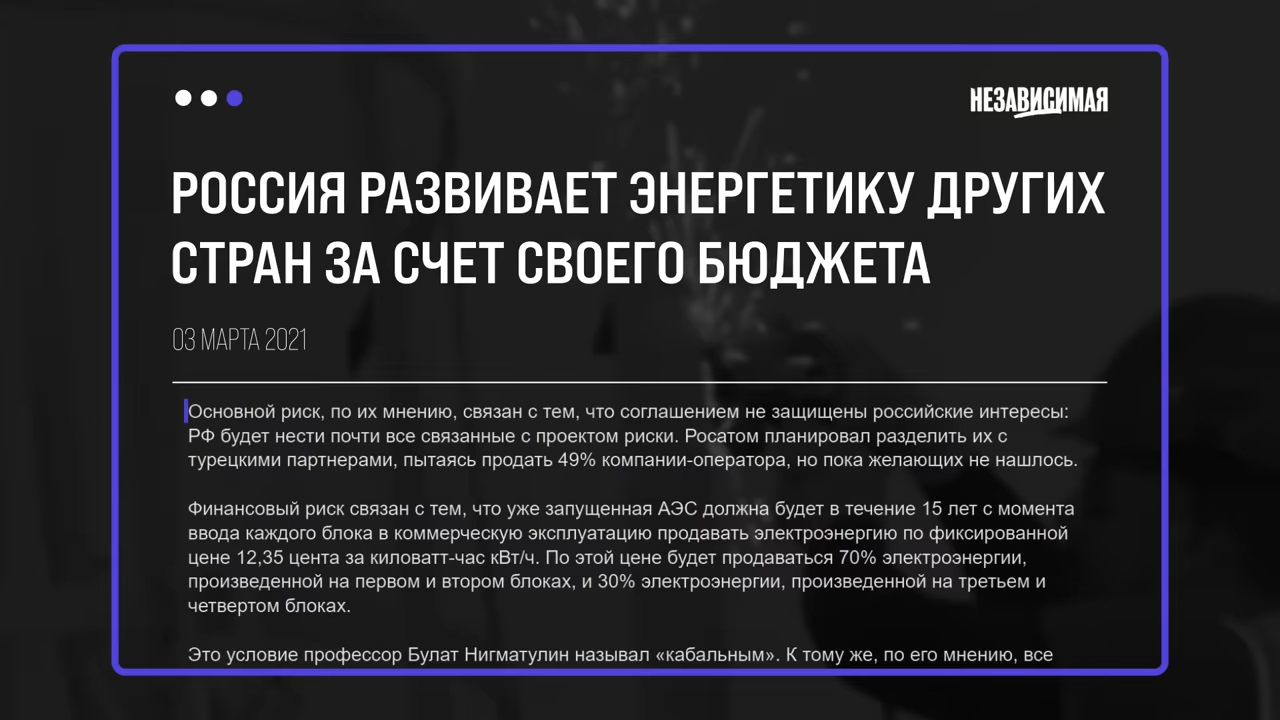 НЕЗАВИСИМАЯ
РОССИЯ РАЗВИВАЕТ ЭНЕРГЕТИКУ ДРУГИХ
СТРАН ЗА СЧЕТ СВОЕГО БЮДЖЕТА
03 МАРТА 2021
Основной риск, по их мнению, связан с тем, что соглашением не защищены российские интересы:
РФ будет нести почти все связанные с проектом риски. Росатом планировал разделить их с
турецкими партнерами, пытаясь продать 49% компании-оператора, но пока желающих не нашлось.
Финансовый риск связан с тем, что уже запущенная АЭС должна будет в течение 15 лет с момента
ввода каждого блока в коммерческую эксплуатацию продавать электроэнергию по фиксированной
цене 12,35 цента за киловатт-час кВт/ч. По этой цене будет продаваться 70% электроэнергии,
произведенной на первом и втором блоках, и 30% электроэнергии, произведенной на третьем и
четвертом блоках.
Это условие профессор Булат Нигматулин называл «кабальным». К тому же, по его мнению, все